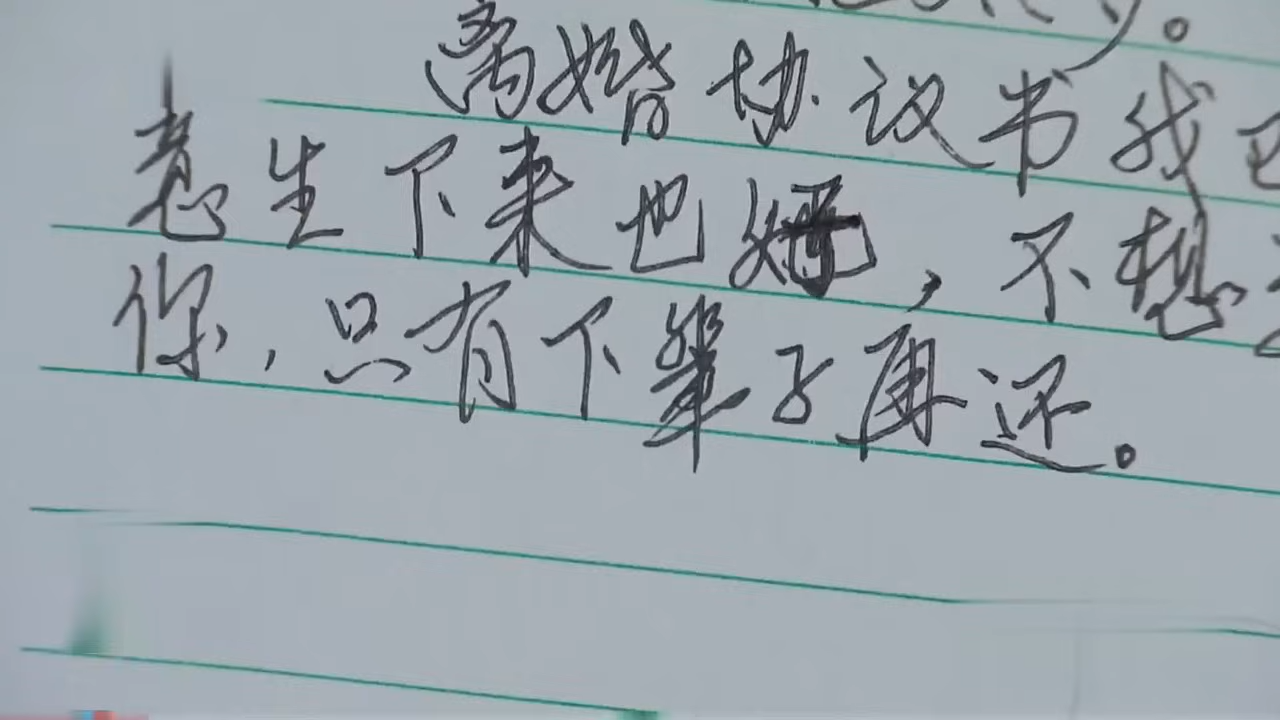 离婚协议书我已
意生下来也好,不想
你,只有下辈子再还。